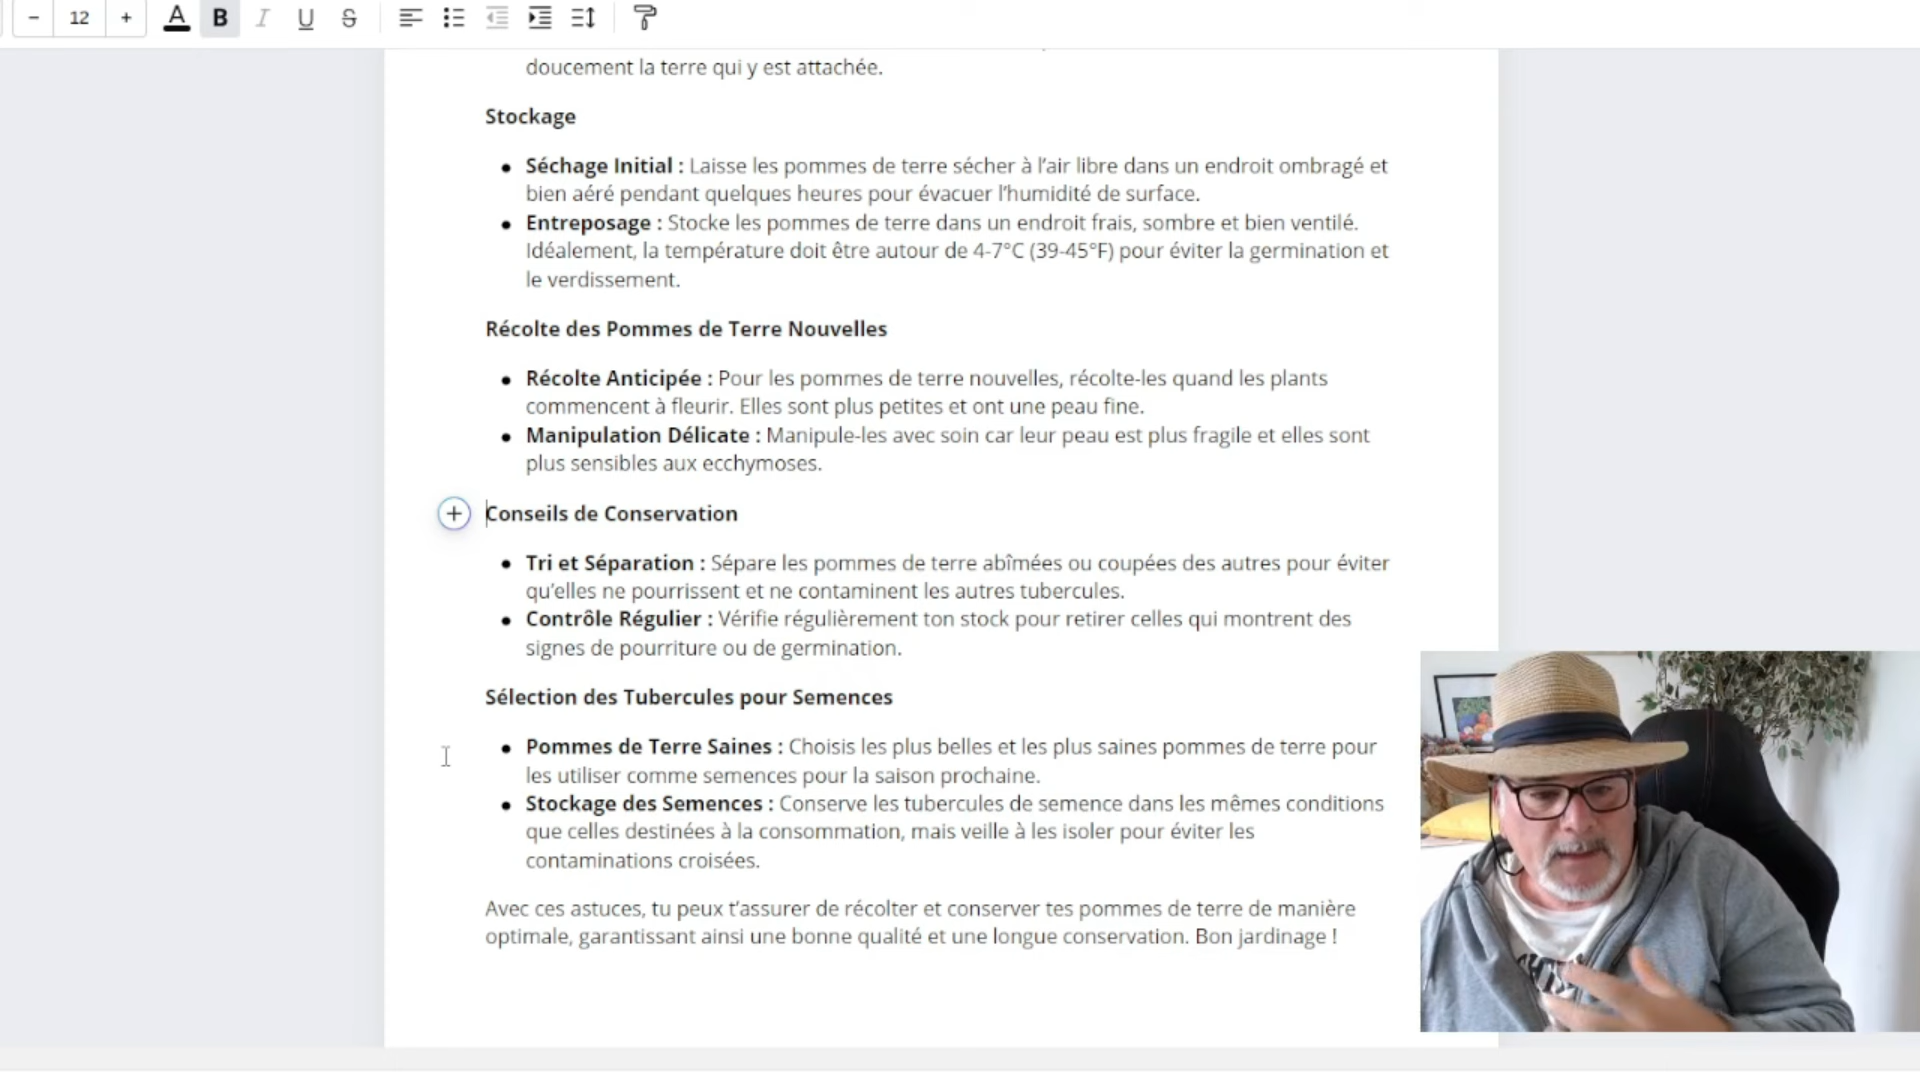 12
A B I U S
doucement la terre qui y est attachée.
Stockage
Séchage Initial : Laisse les pommes de terre sécher à l'air libre dans un endroit ombragé et
bien aéré pendant quelques heures pour évacuer l'humidité de surface.
Entreposage : Stocke les pommes de terre dans un endroit frais, sombre et bien ventilé.
Idéalement, la température doit être autour de 4-7°C (39-45°F) pour éviter la germination et
le verdissement.
Récolte des Pommes de Terre Nouvelles
Récolte Anticipée : Pour les pommes de terre nouvelles, récolte-les quand les plants
commencent à fleurir. Elles sont plus petites et ont une peau fine.
Manipulation Délicate : Manipule-les avec soin car leur peau est plus fragile et elles sont
plus sensibles aux ecchymoses.
Conseils de Conservation
Tri et Séparation : Sépare les pommes de terre abîmées ou coupées des autres pour éviter
qu'elles ne pourrissent et ne contaminent les autres tubercules.
Contrôle Régulier : Vérifie régulièrement ton stock pour retirer celles qui montrent des
signes de pourriture ou de germination.
Sélection des Tubercules pour Semences
Pommes de Terre Saines : Choisis les plus belles et les plus saines pommes de terre pour
les utiliser comme semences pour la saison prochaine.
Stockage des Semences : Conserve les tubercules de semence dans les mêmes conditions
que celles destinées à la consommation, mais veille à les isoler pour éviter les
contaminations croisées.
Avec ces astuces, tu peux t'assurer de récolter et conserver tes pommes de terre de manière
optimale, garantissant ainsi une bonne qualité et une longue conservation. Bon jardinage !